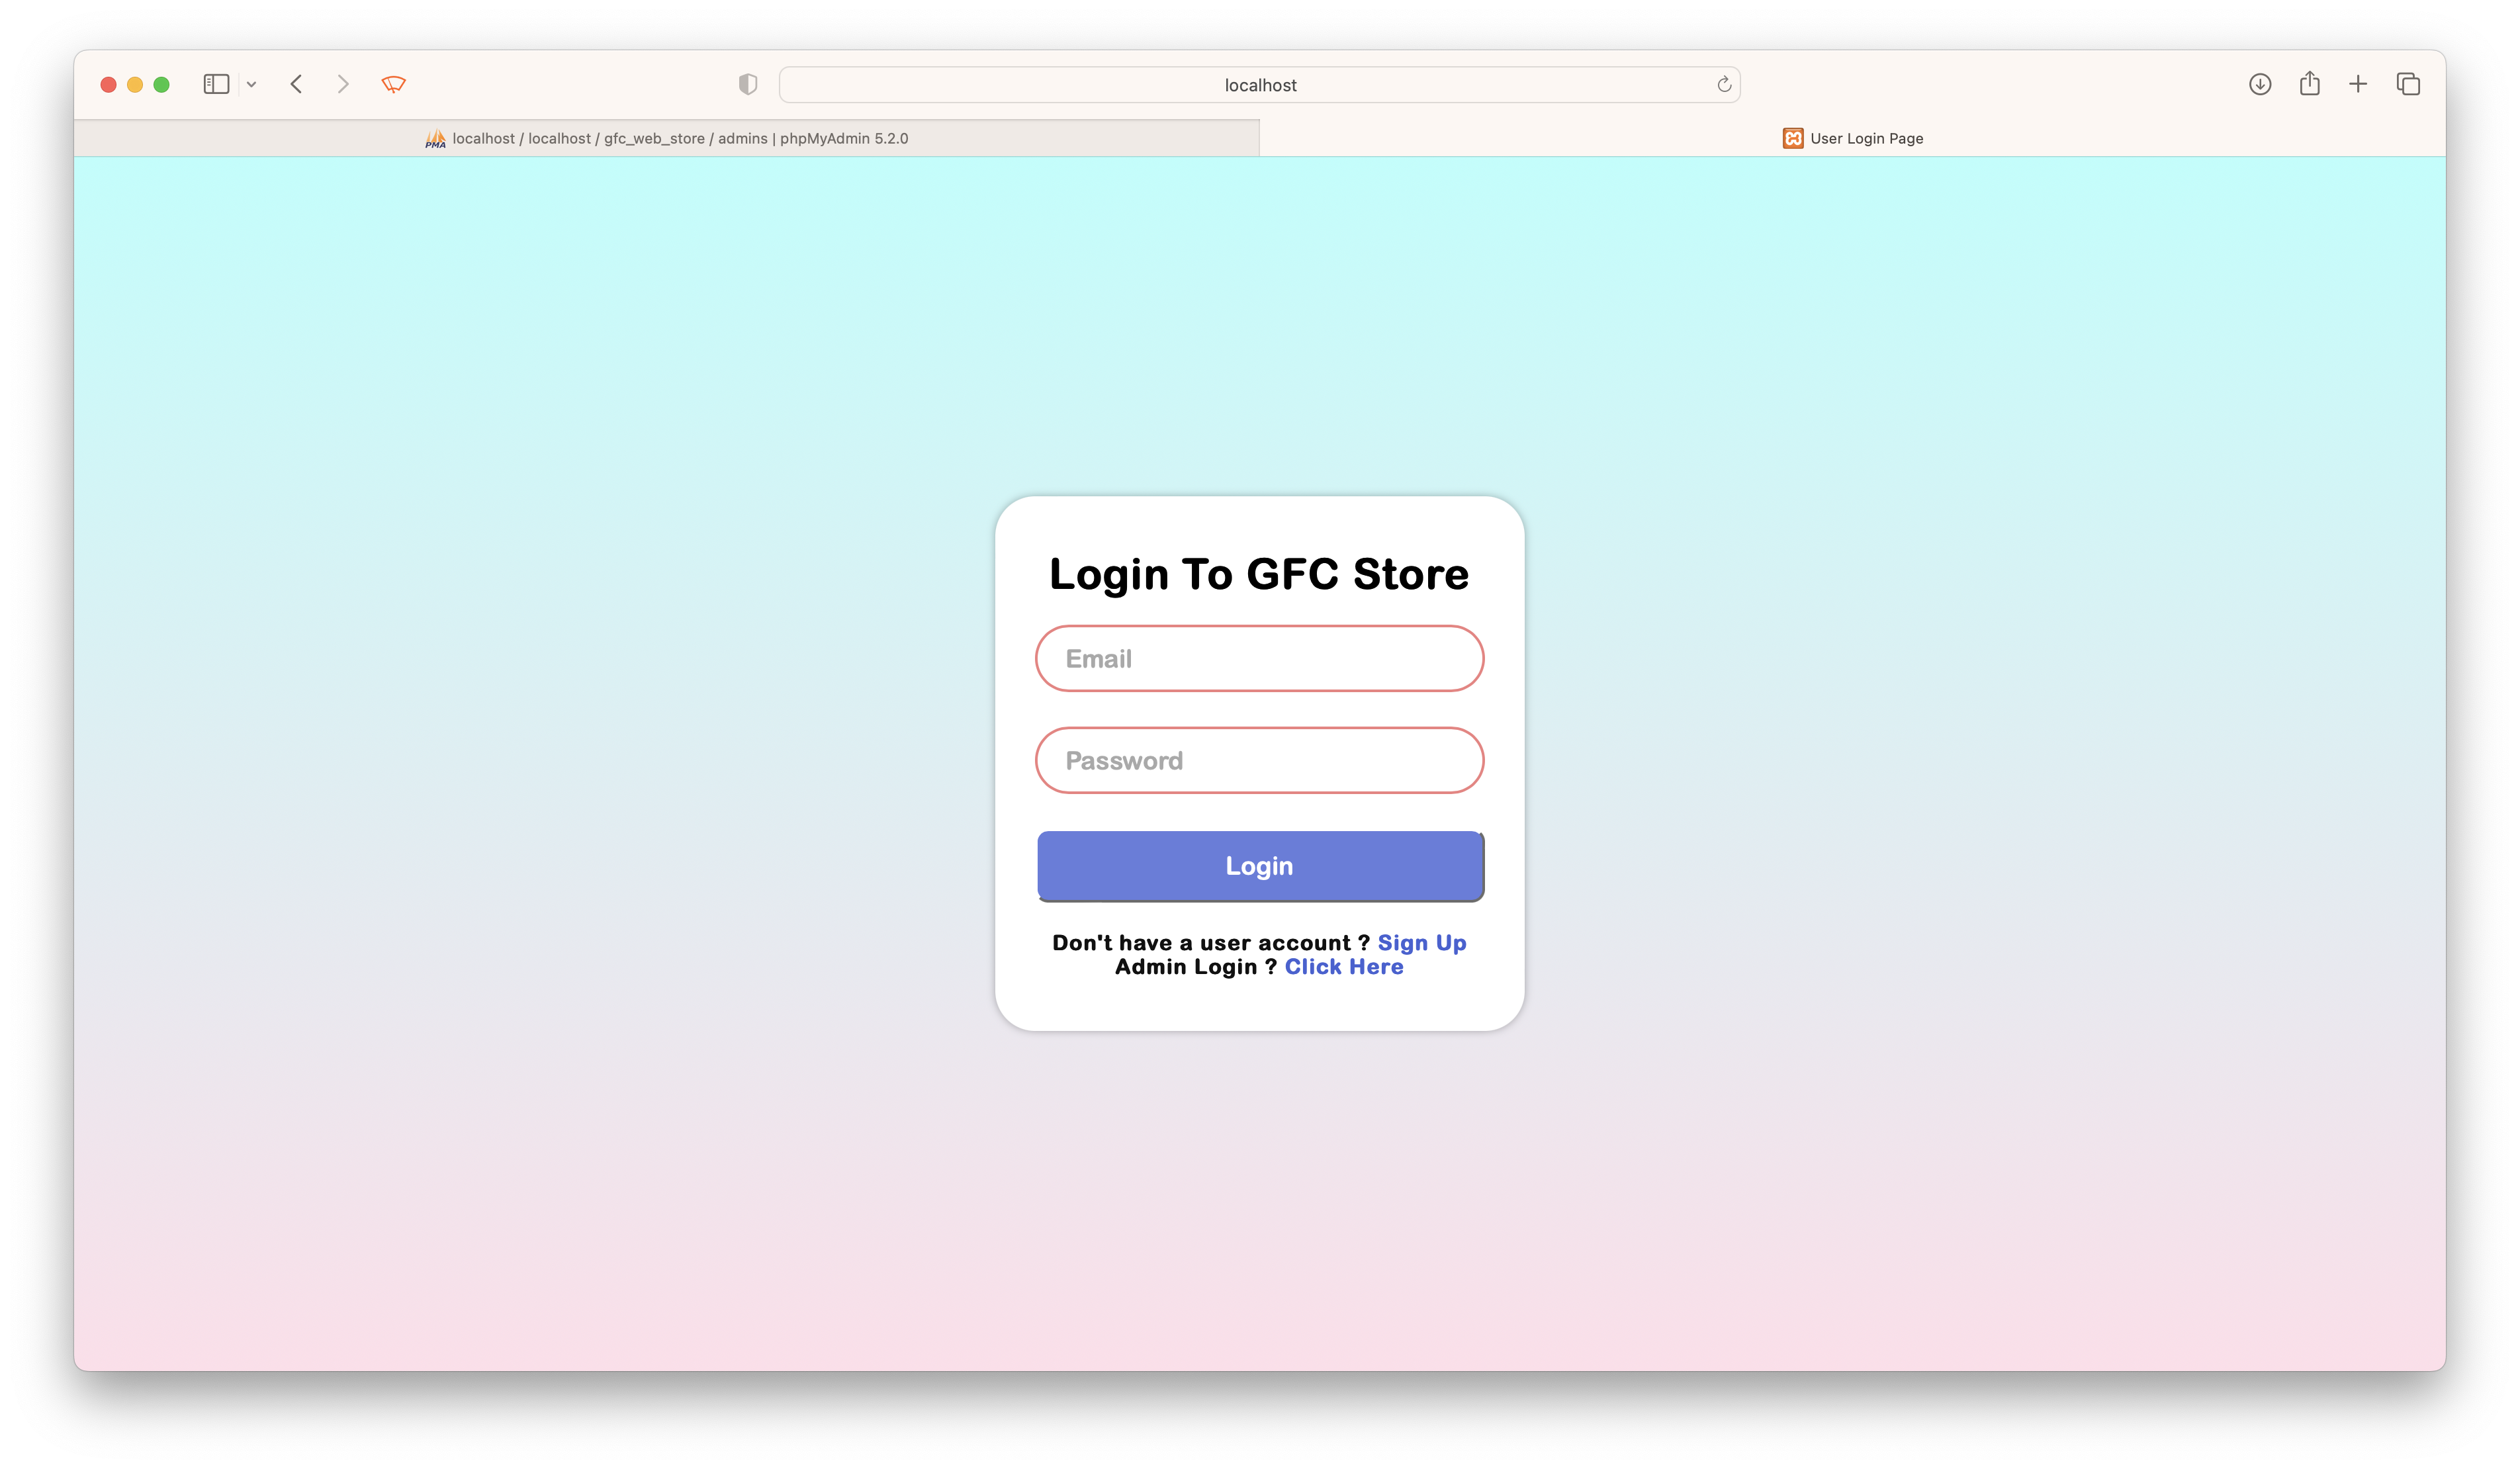 localhost
PMA localhost / localhost / gfc_web_store / admins | phpMyAdmin 5.2.0
User Login Page
Login To GFC Store
Email
Password
Login
Don't have a user account ? Sign Up
Admin Login ? Click Here